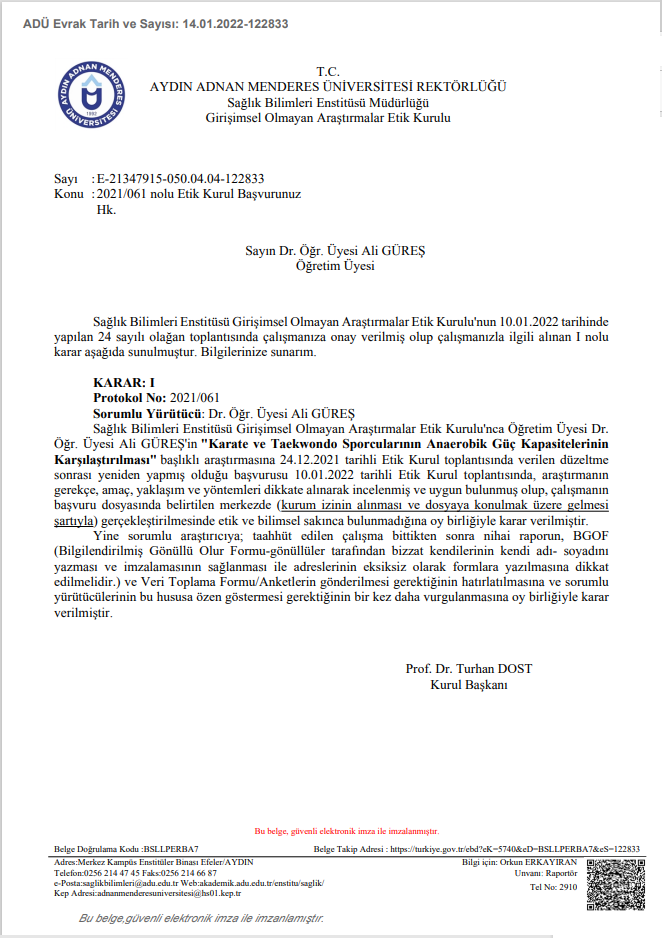 ADÜ Evrak Tarih ve Sayısı: 14.01.2022-122833
AYDIN ADNAN MENDERES ÜNİVERSİTESİ
1992
T.C.
AYDIN ADNAN MENDERES ÜNİVERSİTESİ REKTÖRLÜĞÜ
Sağlık Bilimleri Enstitüsü Müdürlüğü
Girişimsel Olmayan Araştırmalar Etik Kurulu
Sayı :E-21347915-050.04.04-122833
Konu :2021/061 nolu Etik Kurul Başvurunuz
Hk.
Sayın Dr. Öğr. Üyesi Ali GÜREŞ
Öğretim Üyesi
Sağlık Bilimleri Enstitüsü Girişimsel Olmayan Araştırmalar Etik Kurulu'nun 10.01.2022 tarihinde
yapılan 24 sayılı olağan toplantısında çalışmanıza onay verilmiş olup çalışmanızla ilgili alınan I nolu
karar aşağıda sunulmuştur. Bilgilerinize sunarım.
KARAR: I
Protokol No: 2021/061
Sorumlu Yürütücü: Dr. Öğr. Üyesi Ali GÜREŞ
Sağlık Bilimleri Enstitüsü Girişimsel Olmayan Araştırmalar Etik Kurulu'nca Öğretim Üyesi Dr.
Öğr. Üyesi Ali GÜREŞ'in "Karate ve Taekwondo Sporcularının Anaerobik Güç Kapasitelerinin
Karşılaştırılması" başlıklı araştırmasına 24.12.2021 tarihli Etik Kurul toplantısında verilen düzeltme
sonrası yeniden yapmış olduğu başvurusu 10.01.2022 tarihli Etik Kurul toplantısında, araştırmanın
gerekçe, amaç, yaklaşım ve yöntemleri dikkate alınarak incelenmiş ve uygun bulunmuş olup, çalışmanın
başvuru dosyasında belirtilen merkezde (kurum izinin alınması ve dosyaya konulmak üzere gelmesi
şartıyla) gerçekleştirilmesinde etik ve bilimsel sakınca bulunmadığına oy birliğiyle karar verilmiştir.
Yine sorumlu araştırıcıya; taahhüt edilen çalışma bittikten sonra nihai raporun, BGOF
(Bilgilendirilmiş Gönüllü Olur Formu-gönüllüler tarafından bizzat kendilerinin kendi adı- soyadını
yazması ve imzalamasının sağlanması ile adreslerinin eksiksiz olarak formlara yazılmasına dikkat
edilmelidir.) ve Veri Toplama Formu/Anketlerin gönderilmesi gerektiğinin hatırlatılmasına ve sorumlu
yürütücülerinin bu hususa özen göstermesi gerektiğinin bir kez daha vurgulanmasına oy birliğiyle karar
verilmiştir.
Prof. Dr. Turhan DOST
Kurul Başkanı
Bu belge, güvenli elektronik imza ile imzalanmıştır.
Belge Doğrulama Kodu :BSLLPERBA7 Belge Takip Adresi : https://turkiye.gov.tr/ebd?eK=5740&eD=BSLLPERBA7&eS=122833
Adres:Merkez Kampüs Enstitüler Binası Efeler/AYDIN Bilgi için: Orkun ERKAYIRAN
Telefon:0256 214 47 45 Faks:0256 214 66 87 Unvanı: Raportör
e-Posta:saglikbilimleri@adu.edu.tr Web:akademik.adu.edu.tr/enstitu/saglik/
Kep Adresi:adnanmenderesuniversitesi@hs01.kep.tr Tel No: 2910
Bu belge,güvenli elektronik imza ile imzanlamıştır.